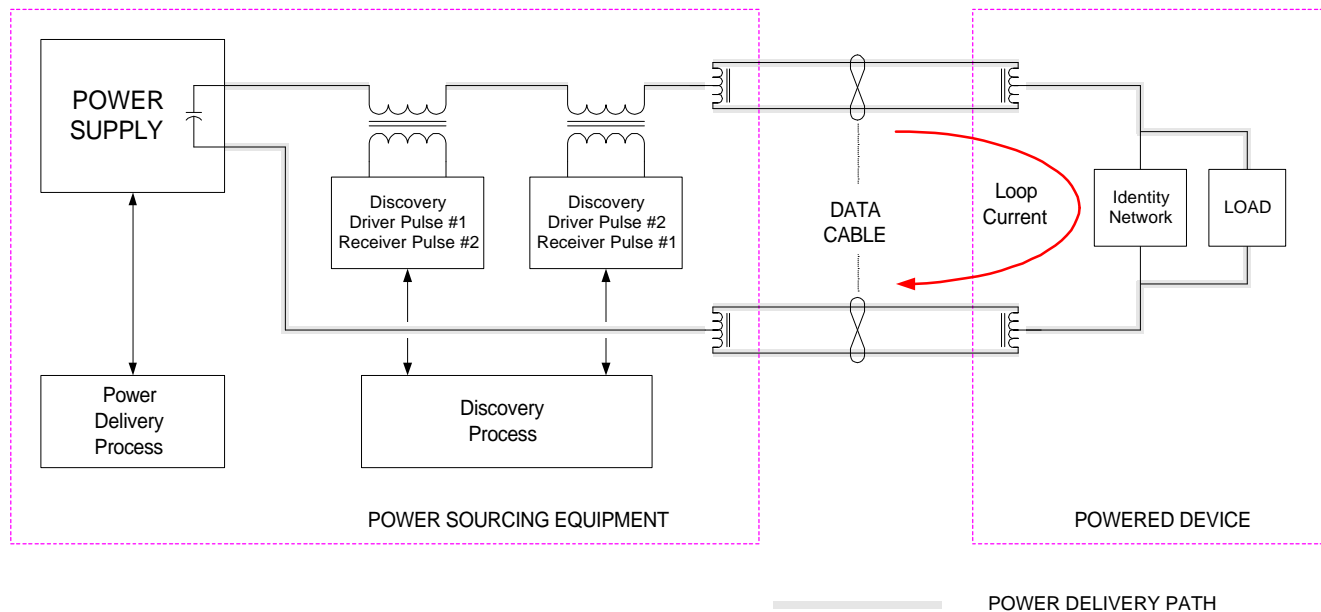 POWER
SUPPLY
Discovery
Driver Pulse #1
Receiver Pulse #2
Discovery
Driver Pulse #2
Receiver Pulse #1
DATA
CABLE
Loop
Current
Identity
Network
LOAD
Power
Delivery
Process
Discovery
Process
POWER SOURCING EQUIPMENT
POWERED DEVICE
POWER DELIVERY PATH